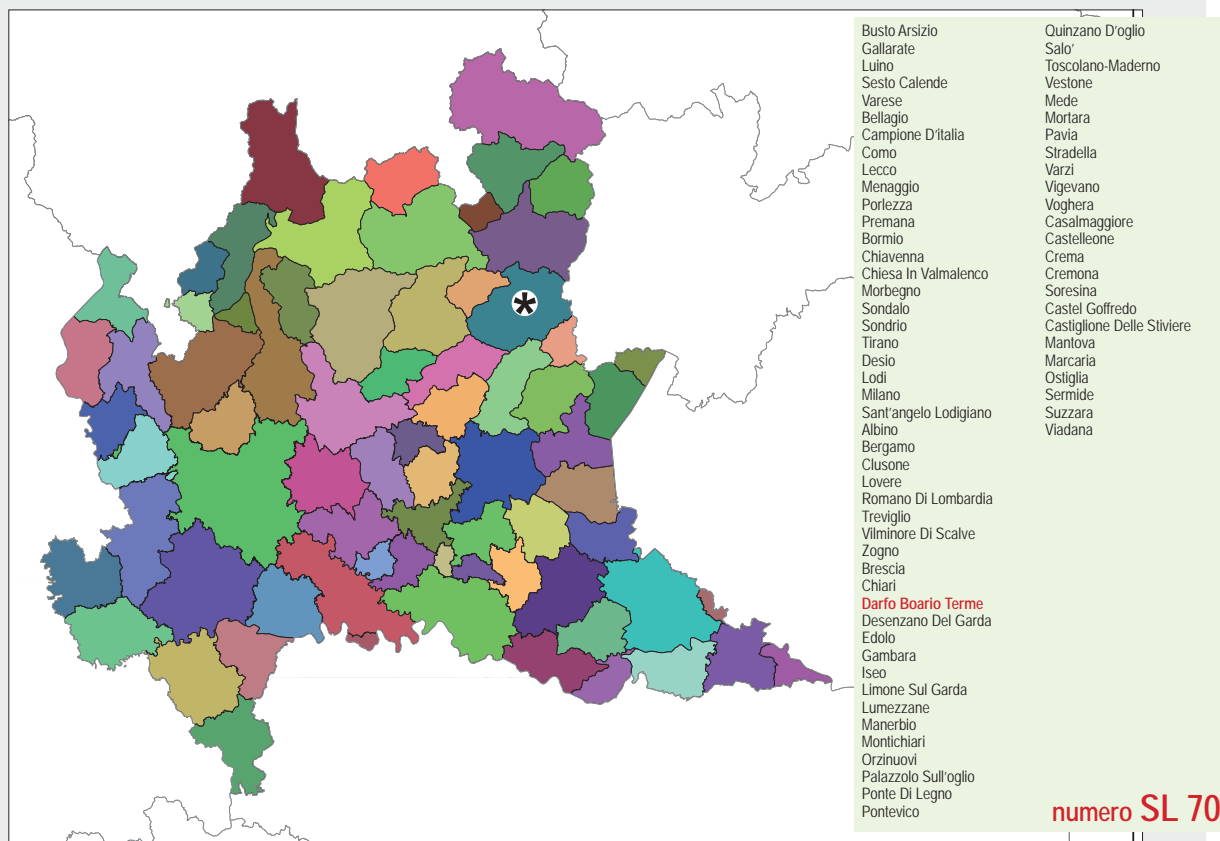 Busto Arsizio
Gallarate
Luino
Sesto Calende
Varese
Bellagio
Campione D'italia
Como
Lecco
Menaggio
Porlezza
Premana
Bormio
Chiavenna
Chiesa In Valmalenco
Morbegno
Sondalo
Sondrio
Tirano
Desio
Lodi
Milano
Sant'angelo Lodigiano
Albino
Bergamo
Clusone
Lovere
Romano Di Lombardia
Treviglio
Vilminore Di Scalve
Zogno
Brescia
Chiari
Darfo Boario Terme
Desenzano Del Garda
Edolo
Gambara
Iseo
Limone Sul Garda
Lumezzane
Manerbio
Montichiari
Orzinuovi
Palazzolo Sull'oglio
Ponte Di Legno
Pontevico
Quinzano D'oglio
Salo'
Toscolano-Maderno
Vestone
Mede
Mortara
Pavia
Stradella
Varzi
Vigevano
Voghera
Casalmaggiore
Castelleone
Crema
Cremona
Soresina
Castel Goffredo
Castiglione Delle Stiviere
Mantova
Marcaria
Ostiglia
Sermide
Suzzara
Viadana
numero SL 70
*